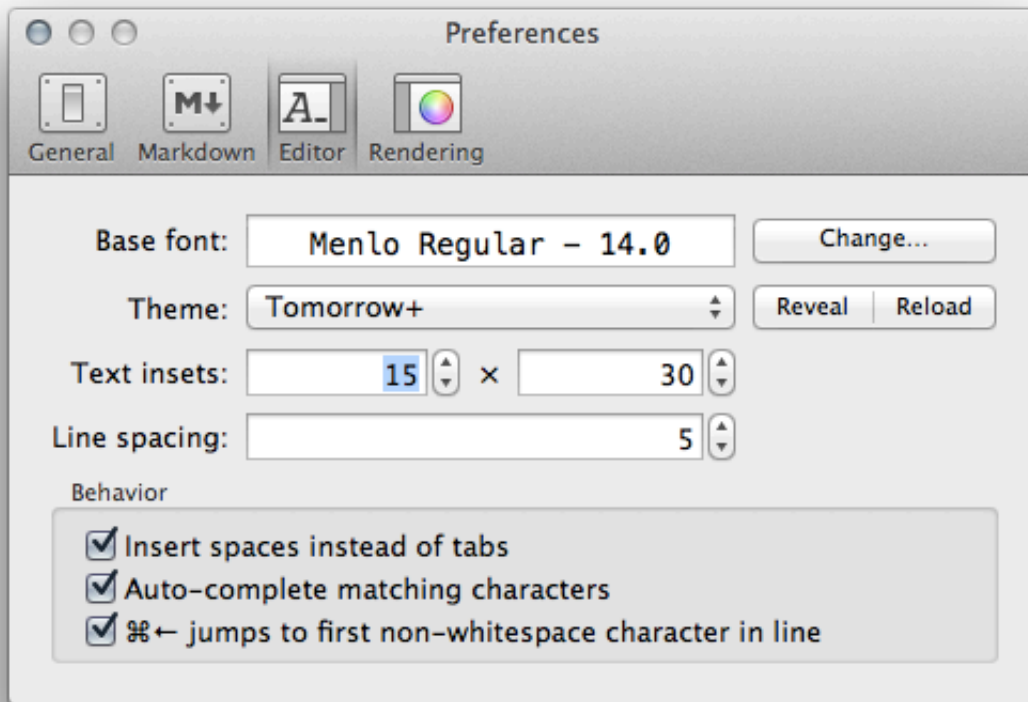 Preferences
M↓ A_
General Markdown Editor Rendering
Base font: Menlo Regular – 14.0 Change...
Theme: Tomorrow+ Reveal Reload
Text insets: 15 × 30
Line spacing: 5
Behavior
Insert spaces instead of tabs
Auto-complete matching characters
⌘← jumps to first non-whitespace character in line